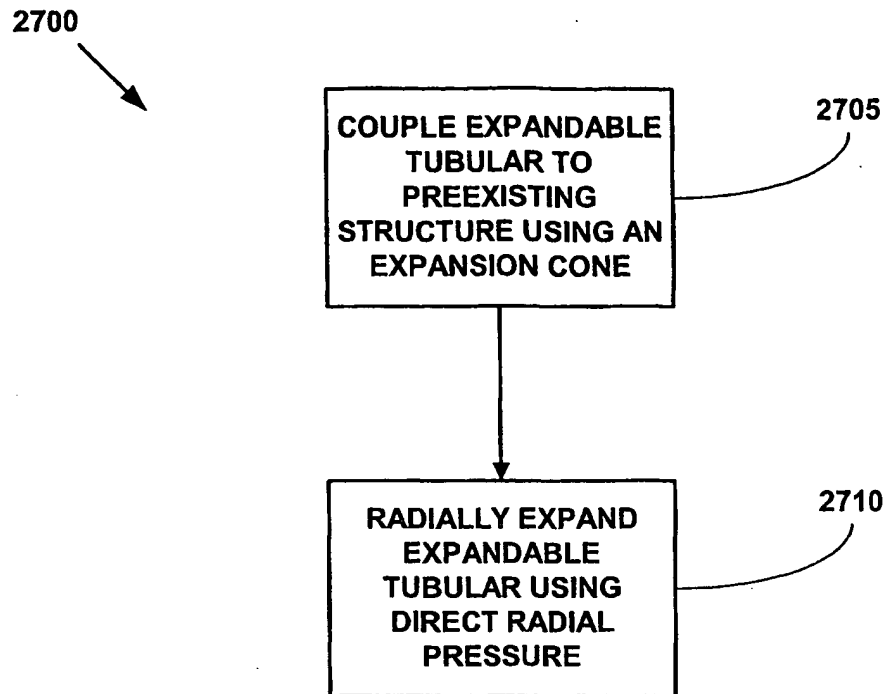 2700
COUPLE EXPANDABLE
TUBULAR TO
PREEXISTING
STRUCTURE USING AN
EXPANSION CONE
2705
RADIALLY EXPAND
EXPANDABLE
TUBULAR USING
DIRECT RADIAL
PRESSURE
2710